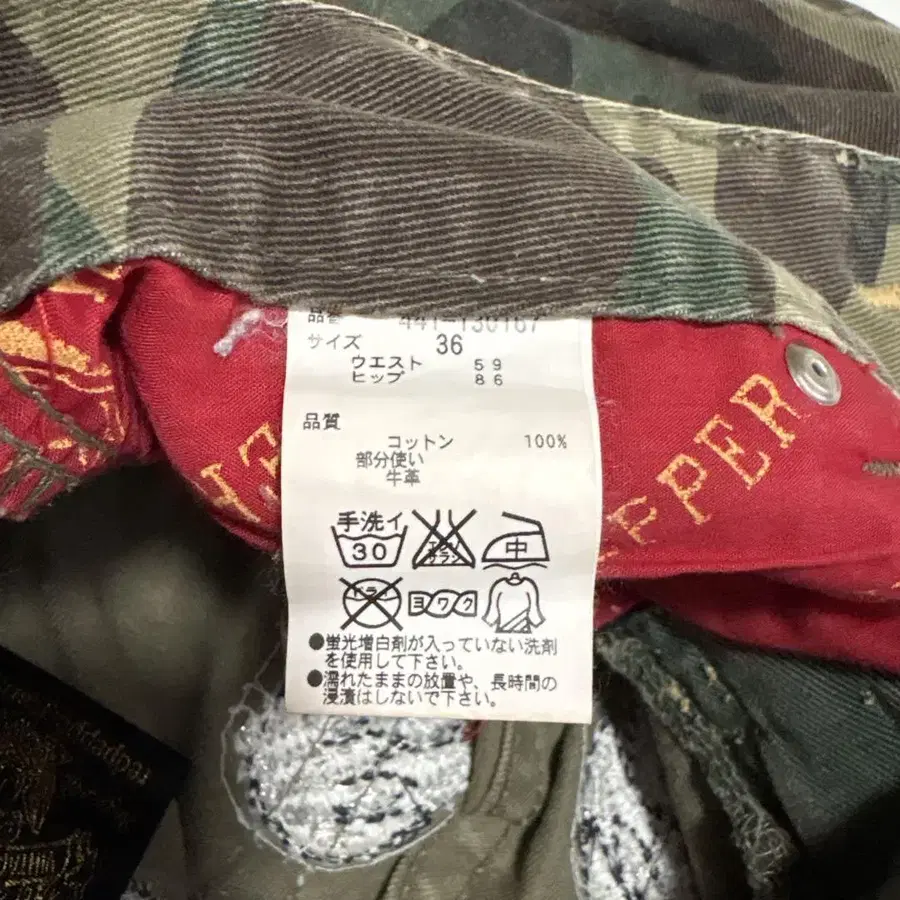 品番 441-130167
サイズ 36
ウエスト 59
ヒップ 86
品質
コットン 100%
部分使い
牛革
手洗イ
30
中
ヨワク
●蛍光増白剤が入っていない洗剤
を使用して下さい。
●濡れたままの放置や、長時間の
浸漬はしないで下さい。
EPPER